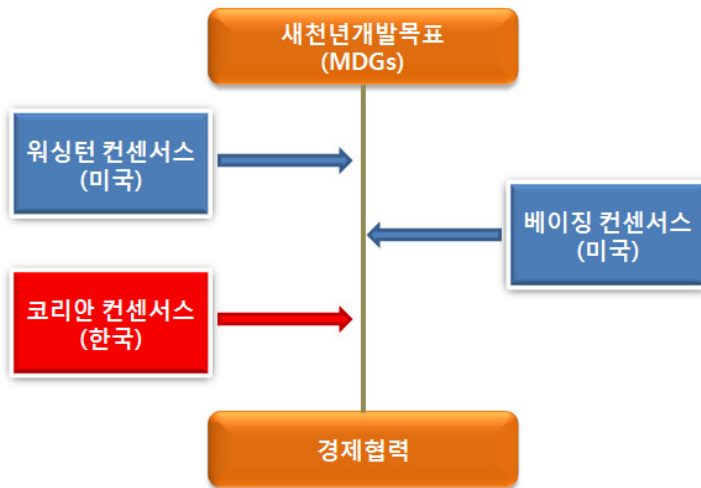 새천년개발목표
(MDGs)
워싱턴 컨센서스
(미국)
베이징 컨센서스
(미국)
코리안 컨센서스
(한국)
경제협력